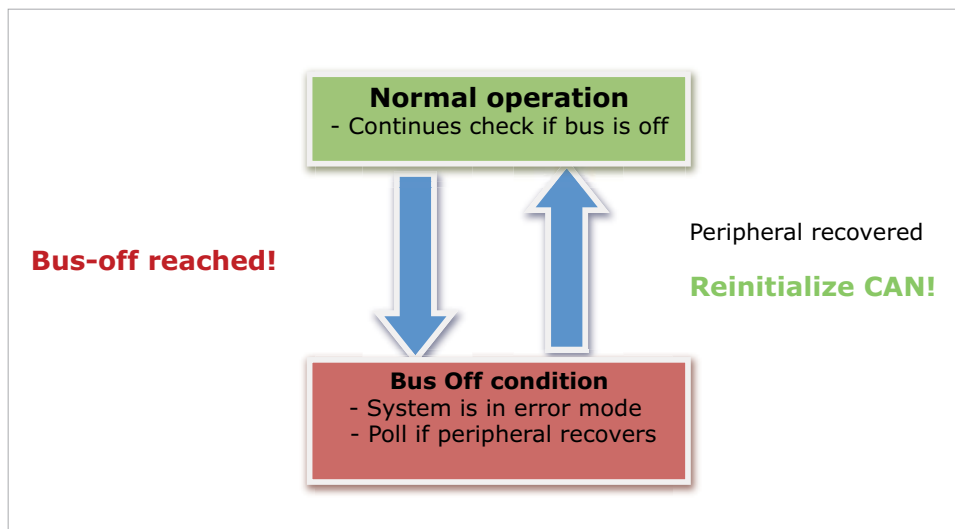 Normal operation
- Continues check if bus is off
Bus-off reached!
Peripheral recovered
Reinitialize CAN!
Bus Off condition
- System is in error mode
- Poll if peripheral recovers